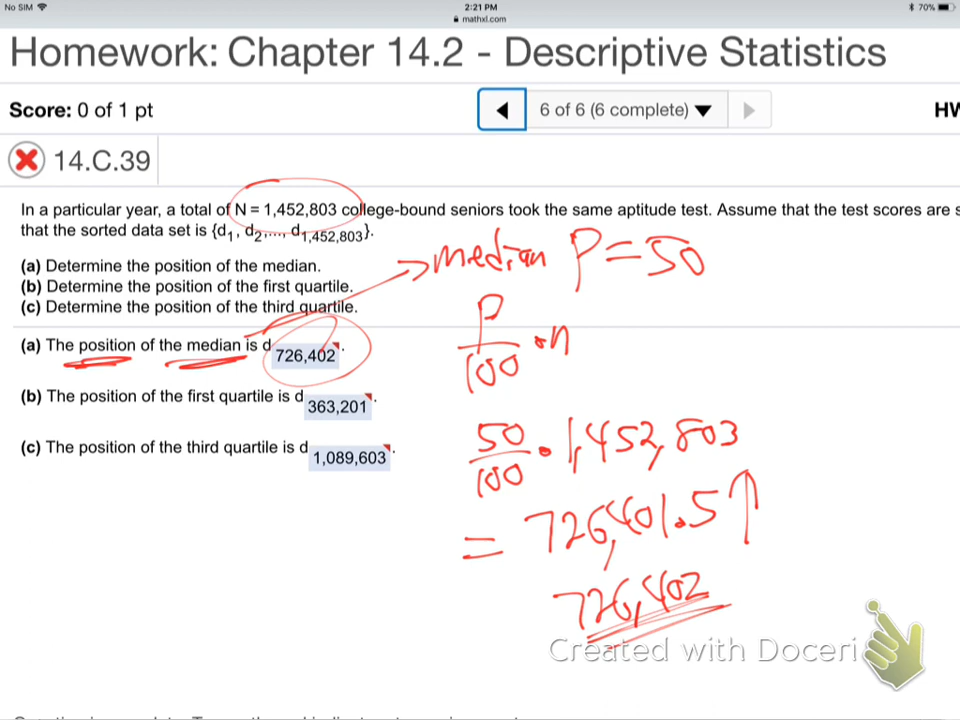 No SIM 2:21 PM 70%
mathxl.com
Homework: Chapter 14.2 - Descriptive Statistics
Score: 0 of 1 pt 6 of 6 (6 complete) HW
14.C.39
In a particular year, a total of N = 1,452,803 college-bound seniors took the same aptitude test. Assume that the test scores are s
that the sorted data set is {d1, d2,..., d1,452,803}.
(a) Determine the position of the median.
(b) Determine the position of the first quartile.
(c) Determine the position of the third quartile.
(a) The position of the median is d 726,402.
(b) The position of the first quartile is d 363,201.
(c) The position of the third quartile is d 1,089,603.
→ median P = 50
P/100 • n
50/100 • 1,452,803
= 726,401.5 ↑
726,402
Created with Doceri